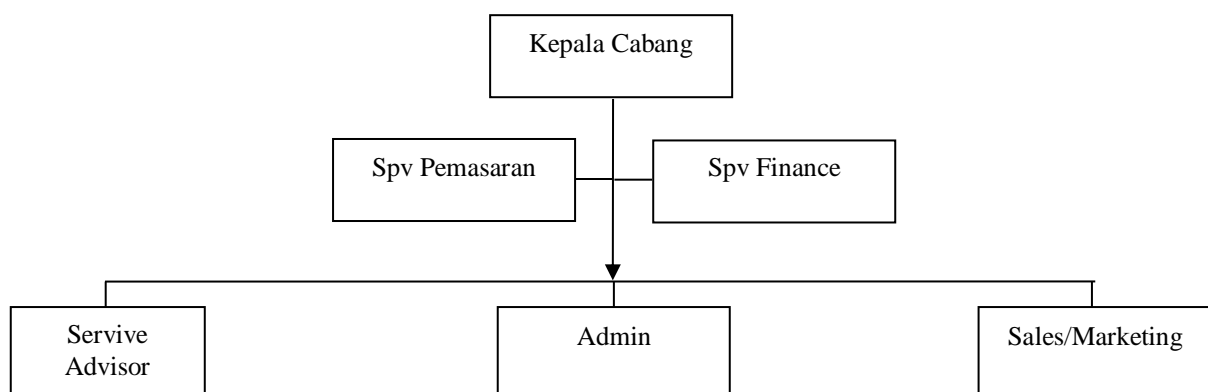 Kepala Cabang
Spv Pemasaran
Spv Finance
Servive
Advisor
Admin
Sales/Marketing